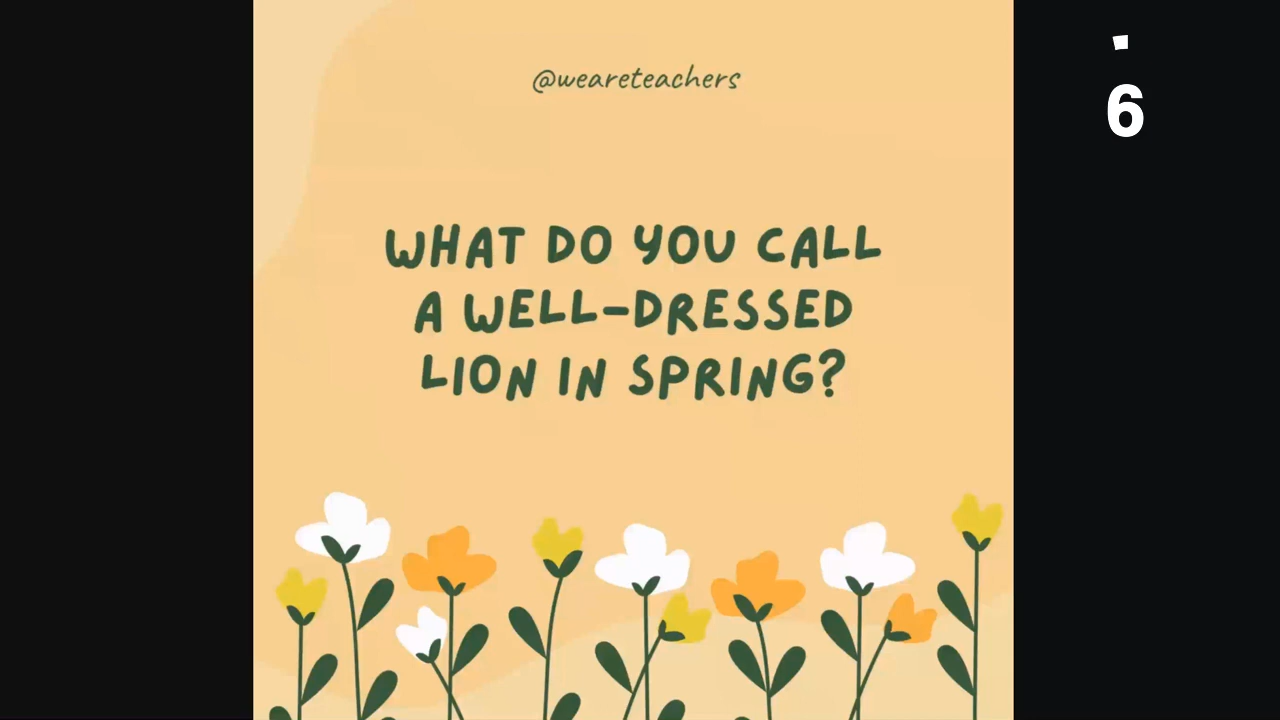 @weareteachers
6
WHAT DO YOU CALL
A WELL-DRESSED
LION IN SPRING?